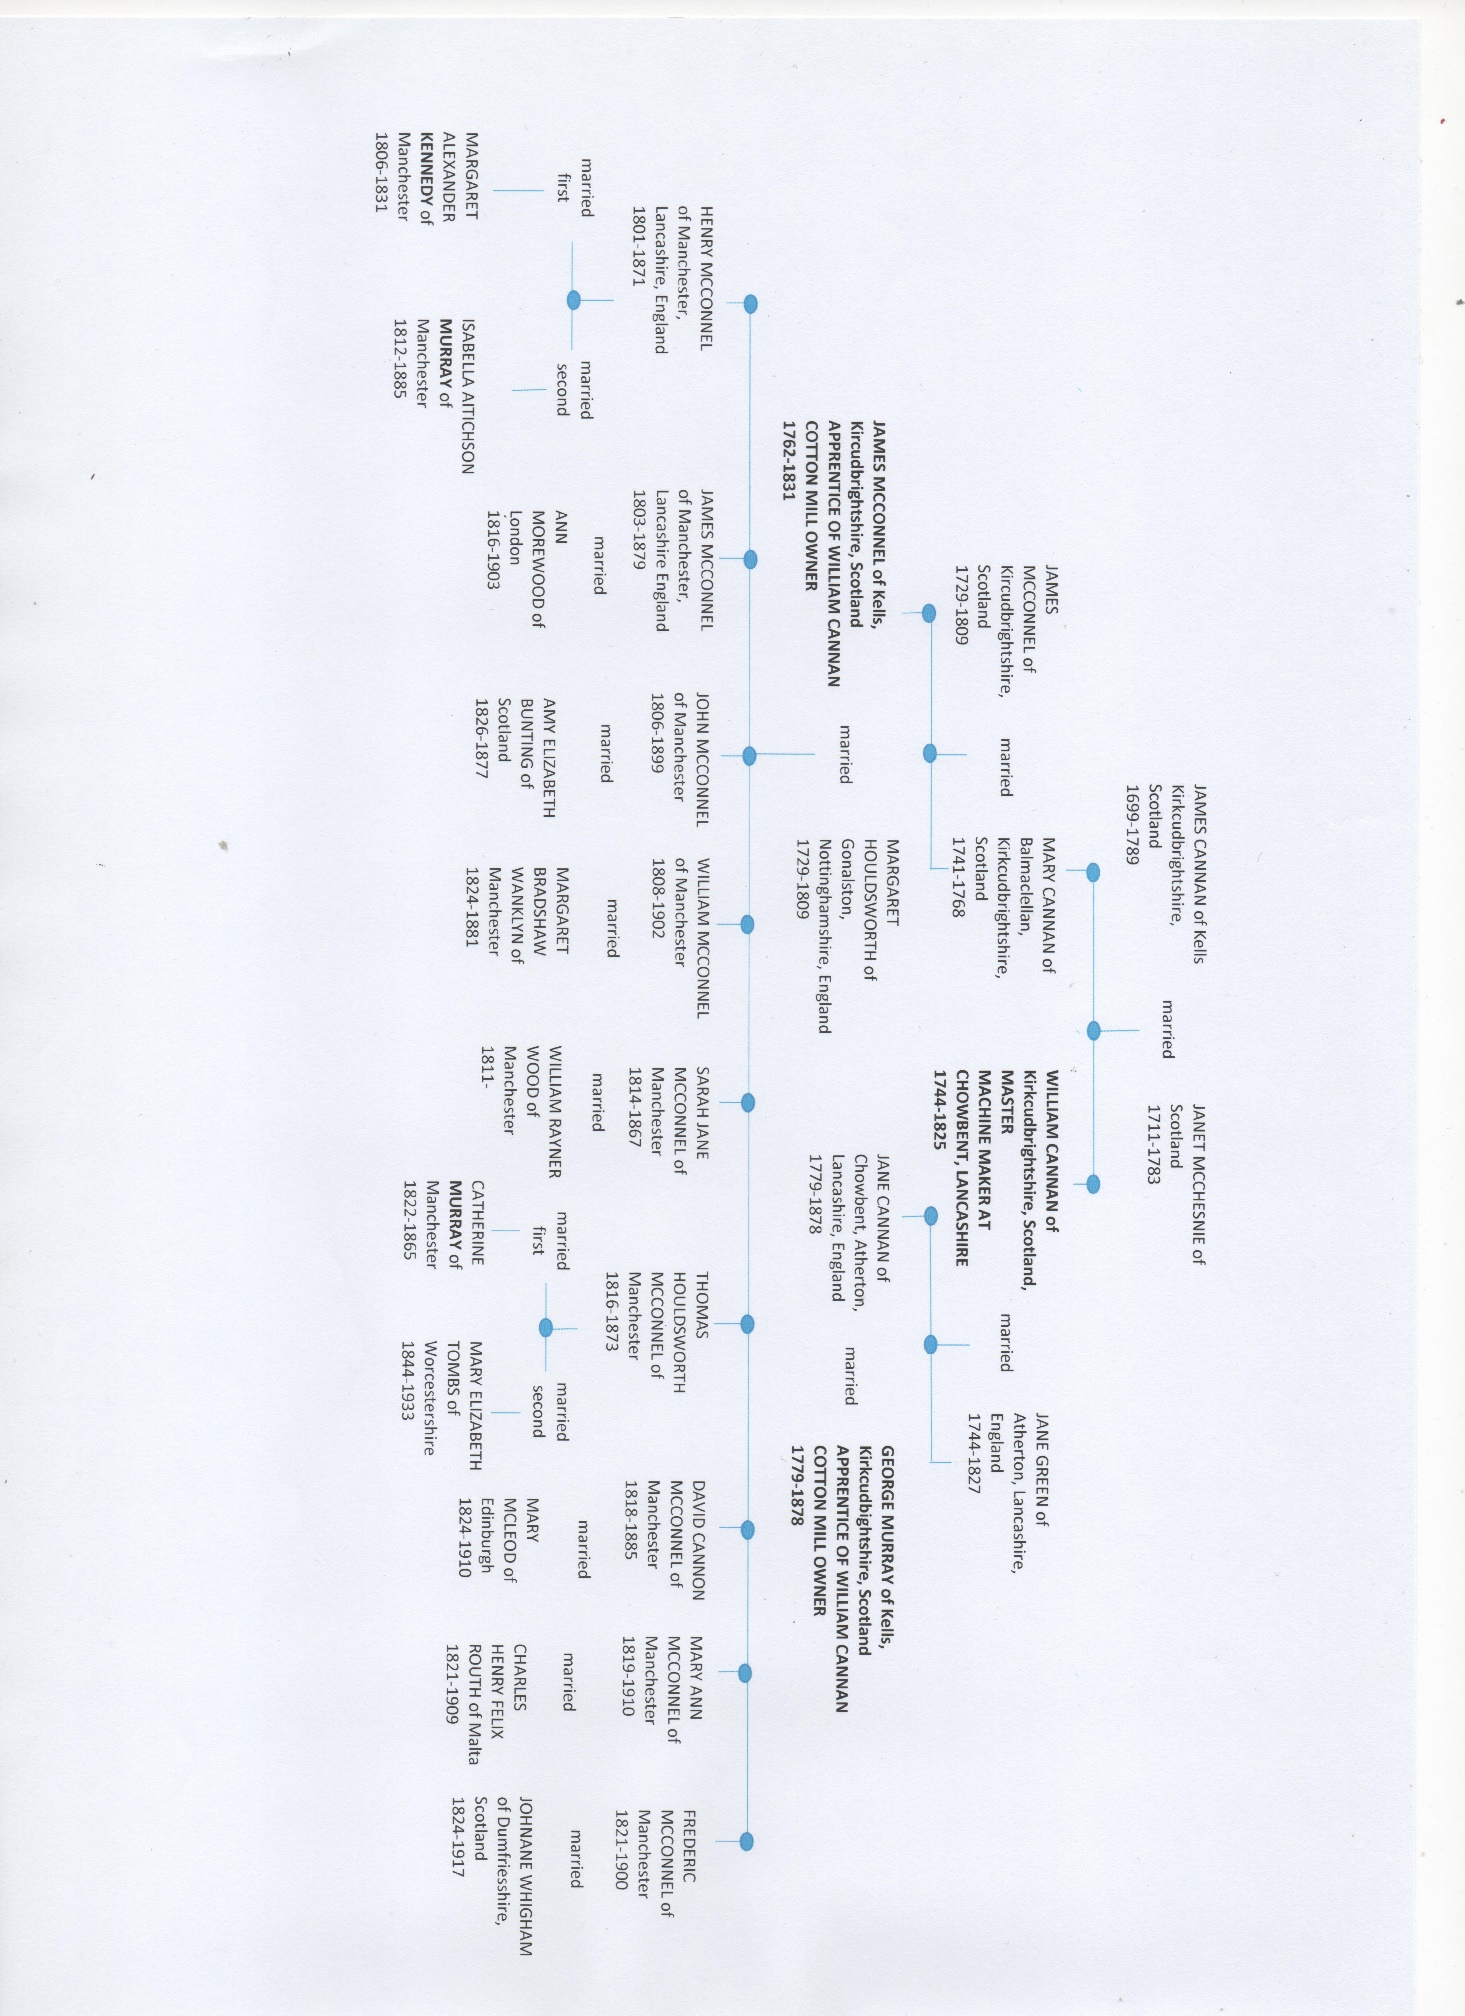 JAMES CANNAN of Kells
Kirkcudbrightshire,
Scotland
1699-1789
married
JANET MCCHESNIE of
Scotland
1711-1783
JAMES
MCCONNEL of
Kircudbrightshire,
Scotland
1729-1809
married
MARY CANNAN of
Balmaclellan,
Kirkcudbrightshire,
Scotland
1741-1768
WILLIAM CANNAN of
Kirkcudbrightshire, Scotland,
MASTER
MACHINE MAKER AT
CHOWBENT, LANCASHIRE
1744-1825
married
JANE GREEN of
Atherton, Lancashire,
England
1744-1827
JAMES MCCONNEL of Kells,
Kircudbrightshire, Scotland
APPRENTICE OF WILLIAM CANNAN
COTTON MILL OWNER
1762-1831
married
MARGARET
HOULDSWORTH of
Gonalston,
Nottinghamshire, England
1729-1809
JANE CANNAN of
Chowbent, Atherton,
Lancashire, England
1779-1878
married
GEORGE MURRAY of Kells,
Kirkcudbightshire, Scotland
APPRENTICE OF WILLIAM CANNAN
COTTON MILL OWNER
1779-1878
HENRY MCCONNEL
of Manchester,
Lancashire, England
1801-1871
JAMES MCCONNEL
of Manchester,
Lancashire England
1803-1879
JOHN MCCONNEL
of Manchester
1806-1899
WILLIAM MCCONNEL
of Manchester
1808-1902
SARAH JANE
MCCONNEL of
Manchester
1814-1867
THOMAS
HOULDSWORTH
MCCONNEL of
Manchester
1816-1873
DAVID CANNON
MCCONNEL of
Manchester
1818-1885
MARY ANN
MCCONNEL of
Manchester
1819-1910
FREDERIC
MCCONNEL of
Manchester
1821-1900
married
first
married
second
married
married
married
married
married
first
married
second
married
married
married
MARGARET
ALEXANDER
KENNEDY of
Manchester
1806-1831
ISABELLA AITICHSON
MURRAY of
Manchester
1812-1885
ANN
MOREWOOD of
London
1816-1903
AMY ELIZABETH
BUNTING of
Scotland
1826-1877
MARGARET
BRADSHAW
WANKLYN of
Manchester
1824-1881
WILLIAM RAYNER
WOOD of
Manchester
1811-
CATHERINE
MURRAY of
Manchester
1822-1865
MARY ELIZABETH
TOMBS of
Worcestershire
1844-1933
MARY
MCLEOD of
Edinburgh
1824-1910
CHARLES
HENRY FELIX
ROUTH of Malta
1821-1909
JOHNANE WHIGHAM
of Dumfriesshire,
Scotland
1824-1917